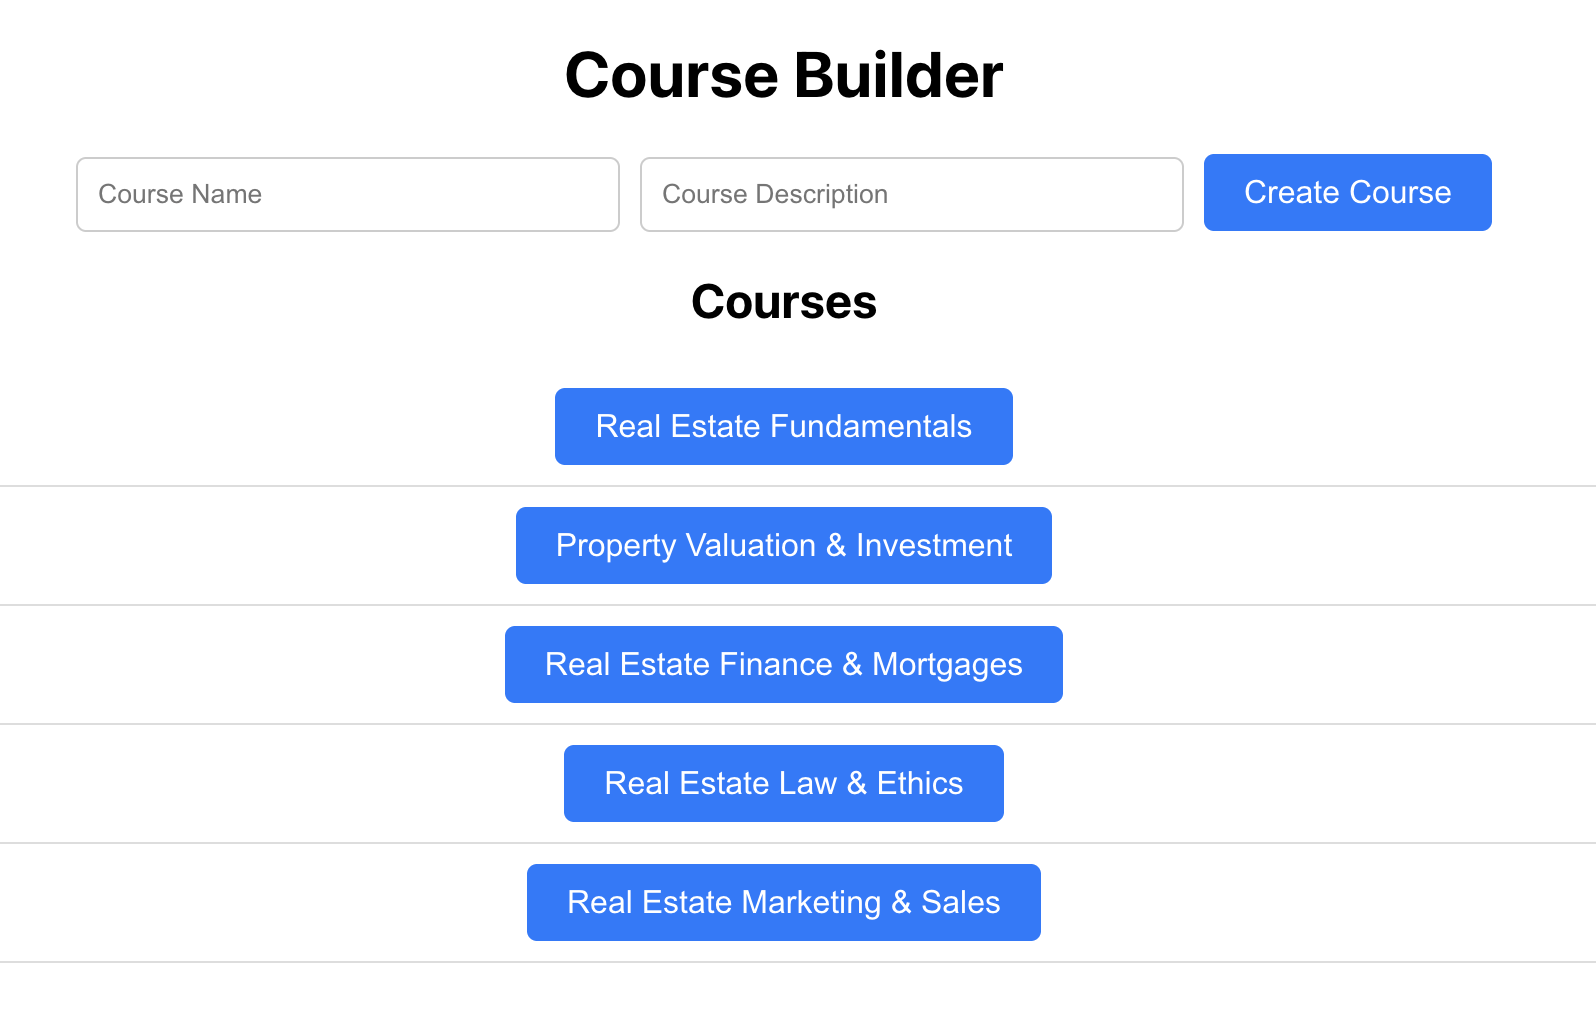 Course Builder
Course Name
Course Description
Create Course
Courses
Real Estate Fundamentals
Property Valuation & Investment
Real Estate Finance & Mortgages
Real Estate Law & Ethics
Real Estate Marketing & Sales